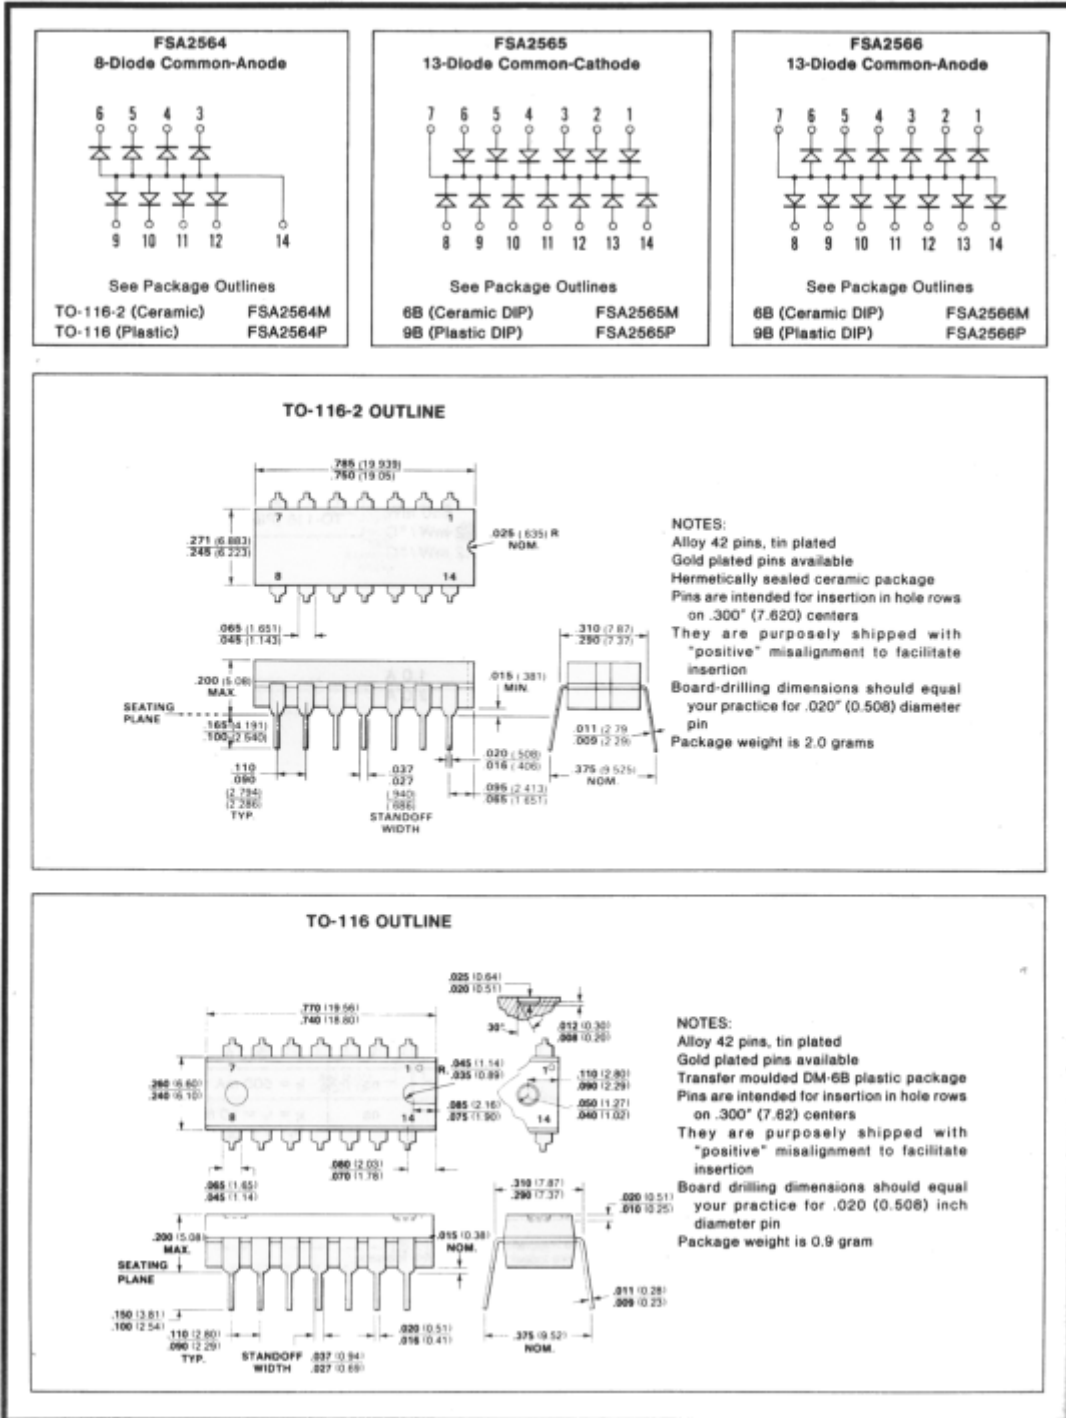 FSA2564
8-Diode Common-Anode
6 5 4 3
9 10 11 12 14
See Package Outlines
TO-116-2 (Ceramic) FSA2564M
TO-116 (Plastic) FSA2564P
FSA2565
13-Diode Common-Cathode
7 6 5 4 3 2 1
8 9 10 11 12 13 14
See Package Outlines
6B (Ceramic DIP) FSA2565M
9B (Plastic DIP) FSA2565P
FSA2566
13-Diode Common-Anode
7 6 5 4 3 2 1
8 9 10 11 12 13 14
See Package Outlines
6B (Ceramic DIP) FSA2566M
9B (Plastic DIP) FSA2566P
TO-116-2 OUTLINE
.785 (19.939)
.750 (19.05)
7 1
.271 (6.883)
.245 (6.223)
8 14
.025 (.635) R
NOM.
.065 (1.651)
.045 (1.143)
.200 (5.08)
MAX.
SEATING
PLANE
.165 (4.191)
.100 (2.540)
.015 (.381)
MIN.
.310 (7.87)
.290 (7.37)
.011 (2.79
.009 (2.29)
.375 (9.525)
NOM.
.110
.090
(2.794)
(2.286)
TYP.
.037
.027
(.940)
(.686)
STANDOFF
WIDTH
.020 (.508)
.016 (.406)
.095 (2.413)
.065 (1.651)
NOTES:
Alloy 42 pins, tin plated
Gold plated pins available
Hermetically sealed ceramic package
Pins are intended for insertion in hole rows
on .300" (7.620) centers
They are purposely shipped with
"positive" misalignment to facilitate
insertion
Board-drilling dimensions should equal
your practice for .020" (0.508) diameter
pin
Package weight is 2.0 grams
TO-116 OUTLINE
.770 (19.56)
.740 (18.80)
7 1
.260 (6.60)
.240 (6.10)
8 14
.025 (0.64)
.020 (0.51)
30°
.012 (0.30)
.008 (0.20)
R.
.045 (1.14)
.035 (0.89)
.085 (2.16)
.075 (1.90)
1
14
.110 (2.80)
.090 (2.29)
.050 (1.27)
.040 (1.02)
.080 (2.03)
.070 (1.78)
.065 (1.65)
.045 (1.14)
.200 (5.08)
MAX.
SEATING
PLANE
.015 (0.38)
NOM.
.310 (7.87)
.290 (7.37)
.020 (0.51)
.010 (0.25)
.011 (0.28)
.009 (0.23)
.375 (9.52)
NOM.
.150 (3.81)
.100 (2.54)
.110 (2.80)
.090 (2.29)
TYP.
STANDOFF
WIDTH
.037 (0.94)
.027 (0.69)
.020 (0.51)
.016 (0.41)
NOTES:
Alloy 42 pins, tin plated
Gold plated pins available
Transfer moulded DM-6B plastic package
Pins are intended for insertion in hole rows
on .300" (7.62) centers
They are purposely shipped with
"positive" misalignment to facilitate
insertion
Board drilling dimensions should equal
your practice for .020 (0.508) inch
diameter pin
Package weight is 0.9 gram